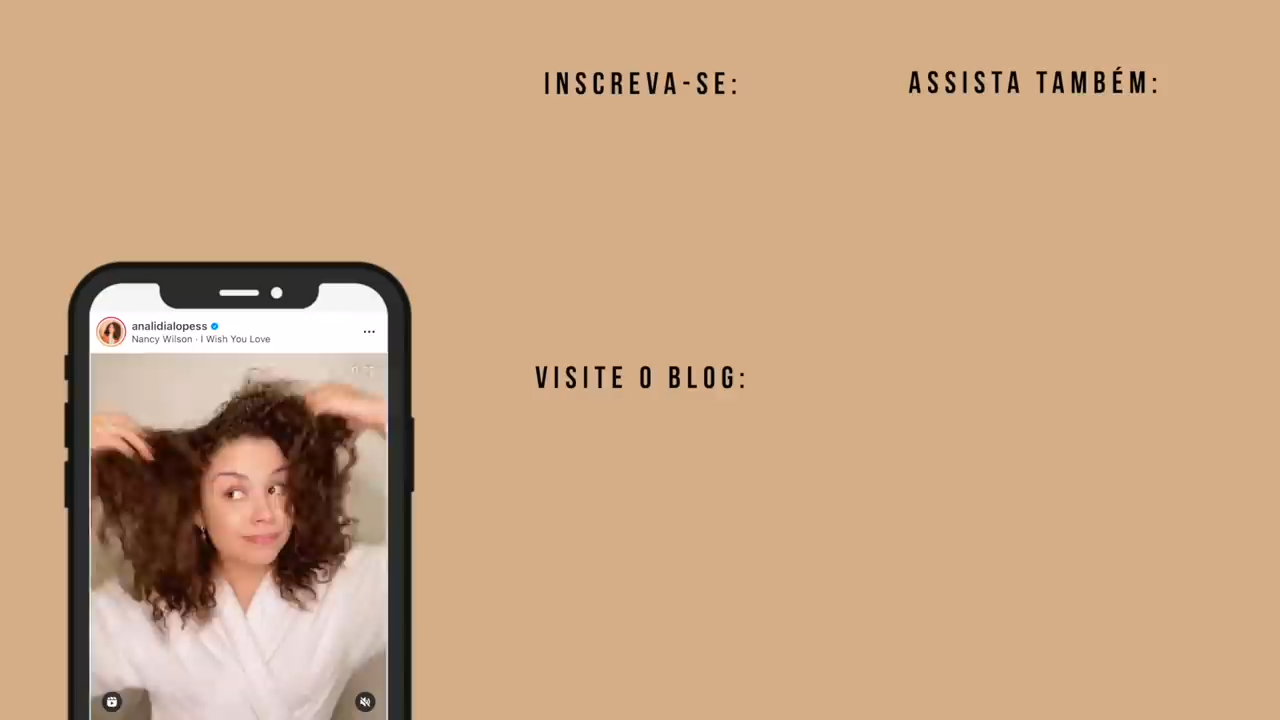 INSCREVA-SE:
ASSISTA TAMBÉM:
analidialopess
Nancy Wilson · I Wish You Love
VISITE O BLOG: